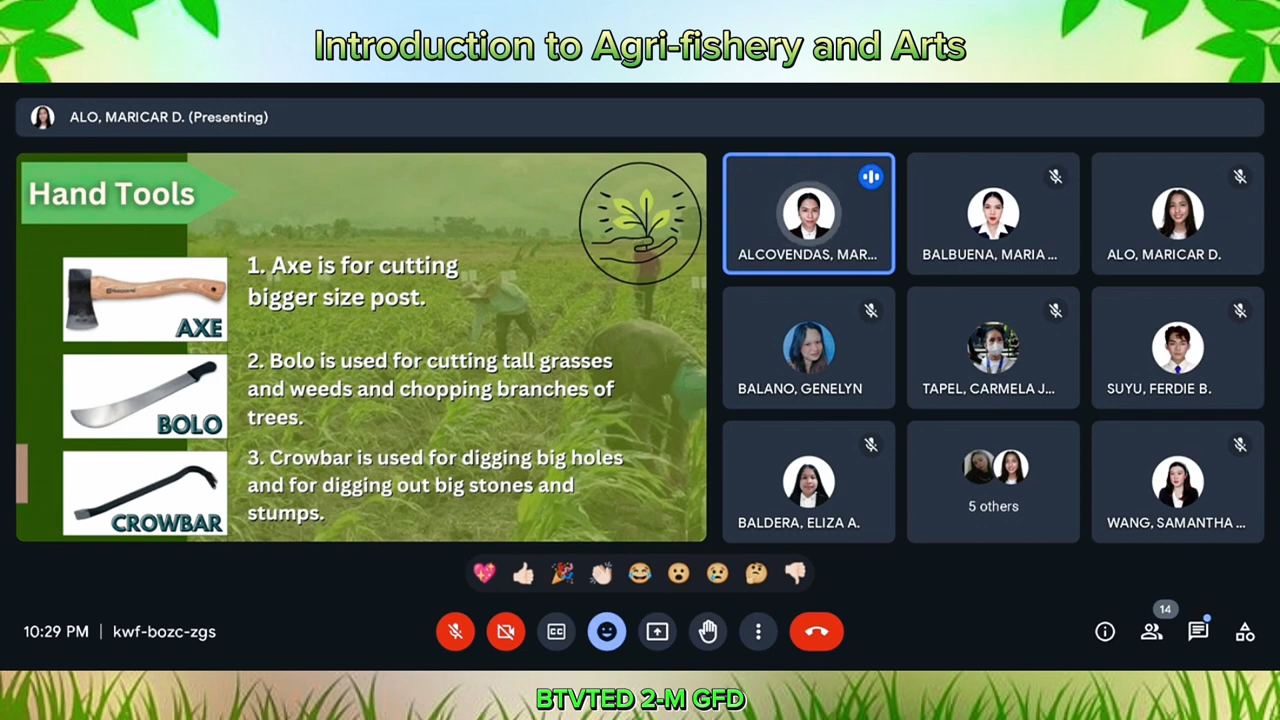 Introduction to Agri-fishery and Arts
ALO, MARICAR D. (Presenting)
Hand Tools
AXE
1. Axe is for cutting
bigger size post.
BOLO
2. Bolo is used for cutting tall grasses
and weeds and chopping branches of
trees.
CROWBAR
3. Crowbar is used for digging big holes
and for digging out big stones and
stumps.
ALCOVENDAS, MAR...
BALBUENA, MARIA ...
ALO, MARICAR D.
BALANO, GENELYN
TAPEL, CARMELA J...
SUYU, FERDIE B.
BALDERA, ELIZA A.
5 others
WANG, SAMANTHA ...
10:29 PM | kwf-bozc-zgs
CC
14
BTVTED 2-M GFD